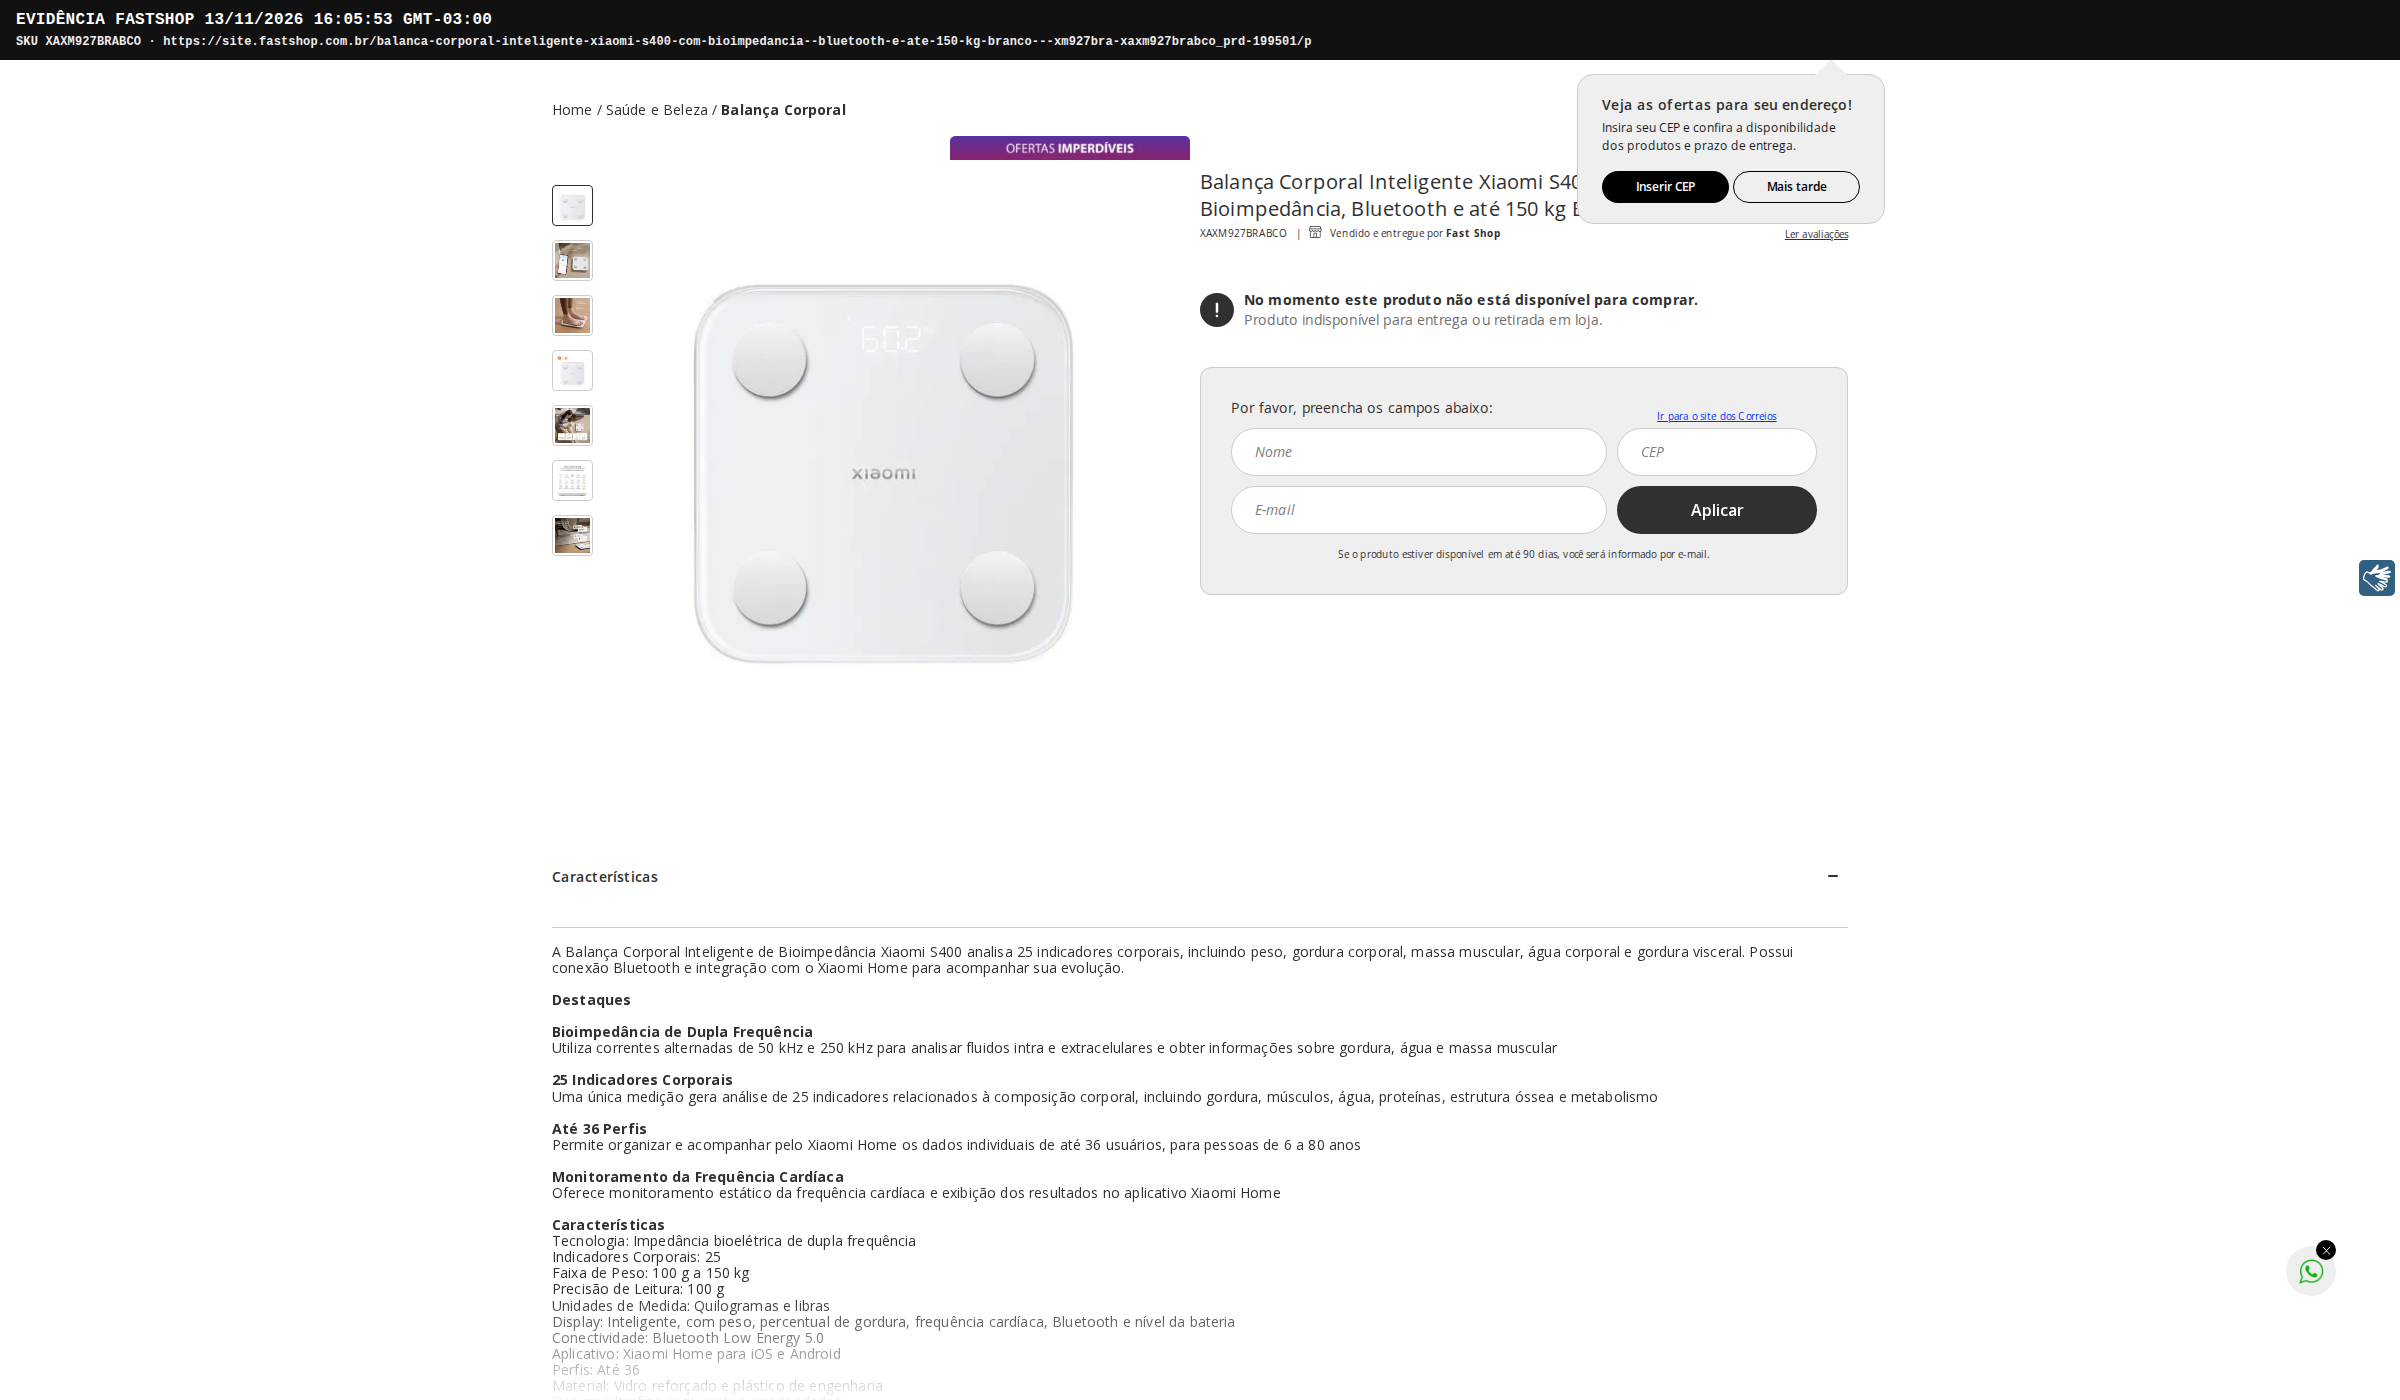 EVIDÊNCIA FASTSHOP 13/11/2026 16:05:53 GMT-03:00
SKU XAXM927BRABCO · https://site.fastshop.com.br/balanca-corporal-inteligente-xiaomi-s400-com-bioimpedancia--bluetooth-e-ate-150-kg-branco---xm927bra-xaxm927brabco_prd-199501/p
Veja as ofertas para seu endereço!
Insira seu CEP e confira a disponibilidade
dos produtos e prazo de entrega.
Inserir CEP
Mais tarde
Home / Saúde e Beleza / Balança Corporal
OFERTAS IMPERDÍVEIS
Balança Corporal Inteligente Xiaomi S40
Bioimpedância, Bluetooth e até 150 kg
XAXM927BRABCO | Vendido e entregue por Fast Shop
Ler avaliações
60.2
xiaomi
No momento este produto não está disponível para comprar.
Produto indisponível para entrega ou retirada em loja.
Por favor, preencha os campos abaixo:
Ir para o site dos Correios
Nome
CEP
E-mail
Aplicar
Se o produto estiver disponível em até 90 dias, você será informado por e-mail.
Características
A Balança Corporal Inteligente de Bioimpedância Xiaomi S400 analisa 25 indicadores corporais, incluindo peso, gordura corporal, massa muscular, água corporal e gordura visceral. Possui
conexão Bluetooth e integração com o Xiaomi Home para acompanhar sua evolução.
Destaques
Bioimpedância de Dupla Frequência
Utiliza correntes alternadas de 50 kHz e 250 kHz para analisar fluidos intra e extracelulares e obter informações sobre gordura, água e massa muscular
25 Indicadores Corporais
Uma única medição gera análise de 25 indicadores relacionados à composição corporal, incluindo gordura, músculos, água, proteínas, estrutura óssea e metabolismo
Até 36 Perfis
Permite organizar e acompanhar pelo Xiaomi Home os dados individuais de até 36 usuários, para pessoas de 6 a 80 anos
Monitoramento da Frequência Cardíaca
Oferece monitoramento estático da frequência cardíaca e exibição dos resultados no aplicativo Xiaomi Home
Características
Tecnologia: Impedância bioelétrica de dupla frequência
Indicadores Corporais: 25
Faixa de Peso: 100 g a 150 kg
Precisão de Leitura: 100 g
Unidades de Medida: Quilogramas e libras
Display: Inteligente, com peso, percentual de gordura, frequência cardíaca, Bluetooth e nível da bateria
Conectividade: Bluetooth Low Energy 5.0
Aplicativo: Xiaomi Home para iOS e Android
Perfis: Até 36
Material: Vidro reforçado e plástico de engenharia